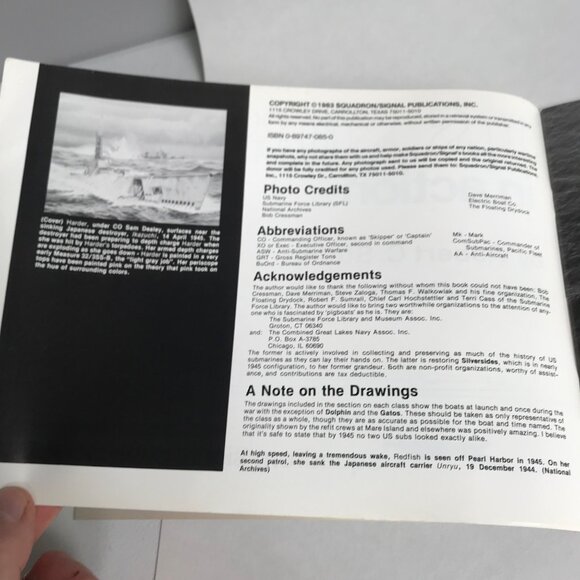 (Cover) Harder, under CO Sam Dealey, surfaces near the
sinking Japanese destroyer, Ikazuchi, 14 April 1940. The
destroyer had been preparing to depth charge Harder when
she was hit by Harder's torpedoes. Her armed depth charges
are exploding as she goes down - Harder is painted in a very
early Measure 32/3SS-B, the "light grey job". Her periscope
tops have been painted pink on the theory that pink took on
the hue of surrounding colors.
COPYRIGHT © 1983 SQUADRON/SIGNAL PUBLICATIONS, INC.
1115 CROWLEY DRIVE, CARROLLTON, TEXAS 75011-5010
All rights reserved. No part of this publication may be reproduced, stored in a retrieval system or transmitted in any
form by any means electrical, mechanical or otherwise, without written permission of the publisher.
ISBN 0-89747-085-0
If you have any photographs of the aircraft, armor, soldiers or ships of any nation, particularly wartime
snapshots, why not share them with us and help make Squadron/Signal's books all the more interesting
and complete in the future. Any photograph sent to us will be copied and the original returned. The
donor will be fully credited for any photos used. Please send them to: Squadron/Signal Publications,
Inc., 1115 Crowley Dr., Carrollton, TX 75011-5010.
Photo Credits
US Navy
Submarine Force Library (SFL)
National Archives
Bob Cressman
Dave Merriman
Electric Boat Co
The Floating Drydock
Abbreviations
CO - Commanding Officer, known as 'Skipper' or 'Captain'
XO or Exec - Executive Officer, second in command
ASW - Anti-Submarine Warfare
GRT - Gross Register Tons
BuOrd - Bureau of Ordnance
Mk - Mark
ComSubPac - Commander of
Submarines, Pacific Fleet
AA - Anti-Aircraft
Acknowledgements
The author would like to thank the following without whom this book could not have been: Bob
Cressman, Dave Merriman, Steve Zaloga, Thomas F. Walkowiak and his fine organization, The
Floating Drydock, Robert F. Sumrall, Chief Carl Hochstetler and Terri Cass of the Submarine
Force Library. The author would like to bring two worthwhile organizations to the attention of any-
one who is fascinated by 'pigboats' as he is. They are:
The Submarine Force Library and Museum Assoc. Inc.
Groton, CT 06340
and: The Combined Great Lakes Navy Assoc. Inc.
P.O. Box A-3785
Chicago, IL 60690
The former is actively involved in collecting and preserving as much of the history of US
submarines as they can lay their hands on. The latter is restoring Silversides, which is in nearly
1945 configuration, to her former grandeur. Both are non-profit organizations, worthy of assist-
ance, and contributions are tax deductible.
A Note on the Drawings
The drawings included in the section on each class show the boats at launch and once during the
war with the exception of Dolphin and the Gatos. These should be taken as only representative of
the class as a whole, though they are as accurate as possible for the boat and time named. The
originality shown by the refit crews at Mare Island and elsewhere was positively amazing. I believe
that it's safe to state that by 1945 no two US subs looked exactly alike.
At high speed, leaving a tremendous wake, Redfish is seen off Pearl Harbor in 1945. On her
second patrol, she sank the Japanese aircraft carrier Unryu, 19 December 1944. (National
Archives)